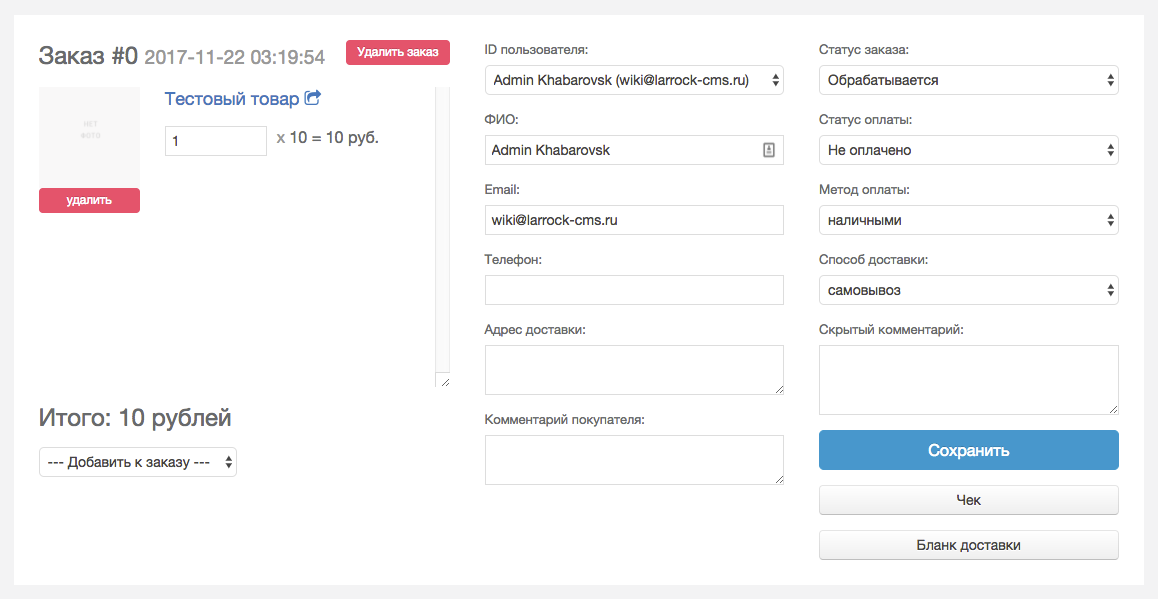 Заказ #0 2017-11-22 03:19:54
Удалить заказ
НЕТ
ФОТО
удалить
Тестовый товар
1
x 10 = 10 руб.
Итого: 10 рублей
--- Добавить к заказу ---
ID пользователя:
Admin Khabarovsk (wiki@larrock-cms.ru)
ФИО:
Admin Khabarovsk
Email:
wiki@larrock-cms.ru
Телефон:
Адрес доставки:
Комментарий покупателя:
Статус заказа:
Обрабатывается
Статус оплаты:
Не оплачено
Метод оплаты:
наличными
Способ доставки:
самовывоз
Скрытый комментарий:
Сохранить
Чек
Бланк доставки